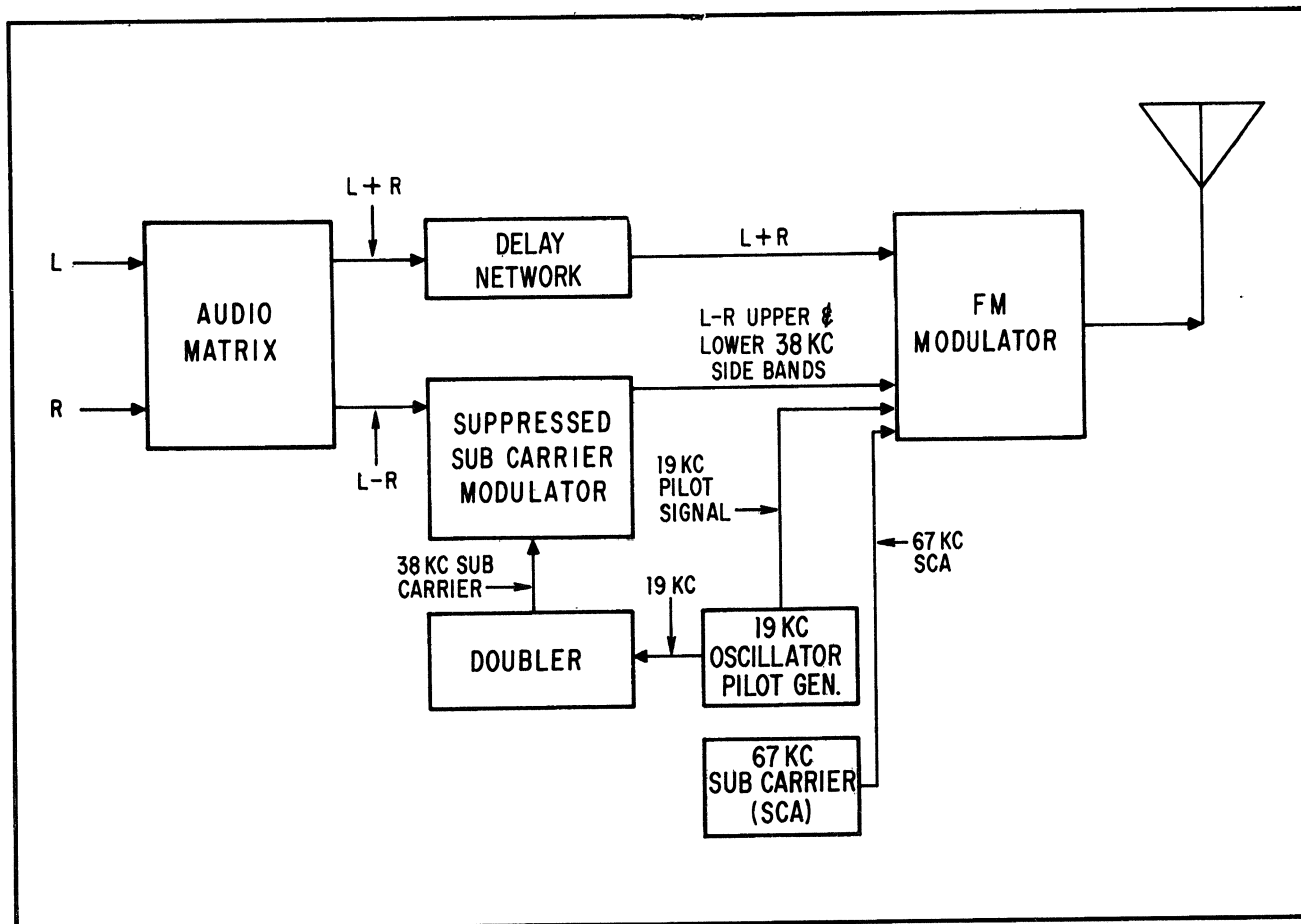 L + R
L
AUDIO
MATRIX
R
L-R
DELAY
NETWORK
L+R
L-R UPPER &
LOWER 38 KC
SIDE BANDS
FM
MODULATOR
SUPPRESSED
SUB CARRIER
MODULATOR
19 KC
PILOT
SIGNAL
67 KC
SCA
38 KC SUB
CARRIER
19 KC
DOUBLER
19 KC
OSCILLATOR
PILOT GEN.
67 KC
SUB CARRIER
(SCA)